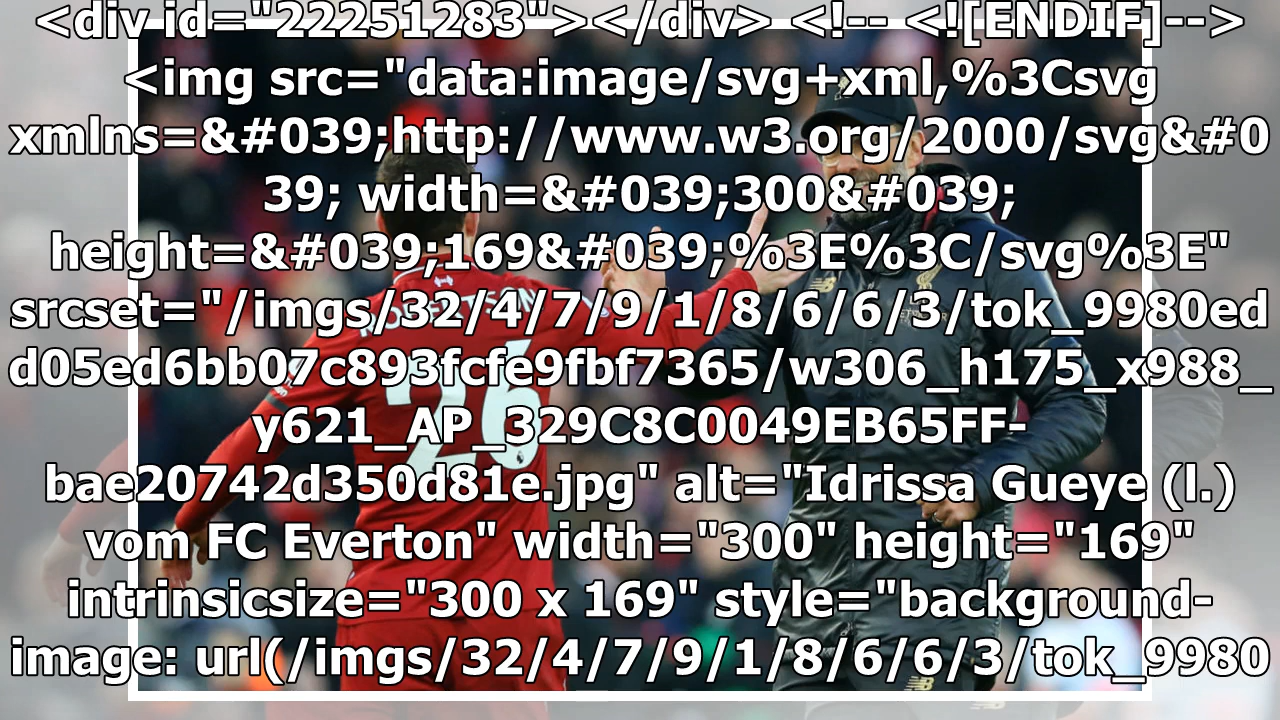 <div id="22251283"></div> <!-- <![ENDIF]-->
<img src="data:image/svg+xml,%3Csvg
xmlns=&#039;http://www.w3.org/2000/svg&#0
39; width=&#039;300&#039;
height=&#039;169&#039;%3E%3C/svg%3E"
srcset="/imgs/32/4/7/9/1/8/6/6/3/tok_9980ed
d05ed6bb07c893fcfe9fbf7365/w306_h175_x988_
y621_AP_329C8C0049EB65FF-
bae20742d350d81e.jpg" alt="Idrissa Gueye (l.)
vom FC Everton" width="300" height="169"
intrinsicsize="300 x 169" style="background-
image: url(/imgs/32/4/7/9/1/8/6/6/3/tok_9980
ROBERTSON
26